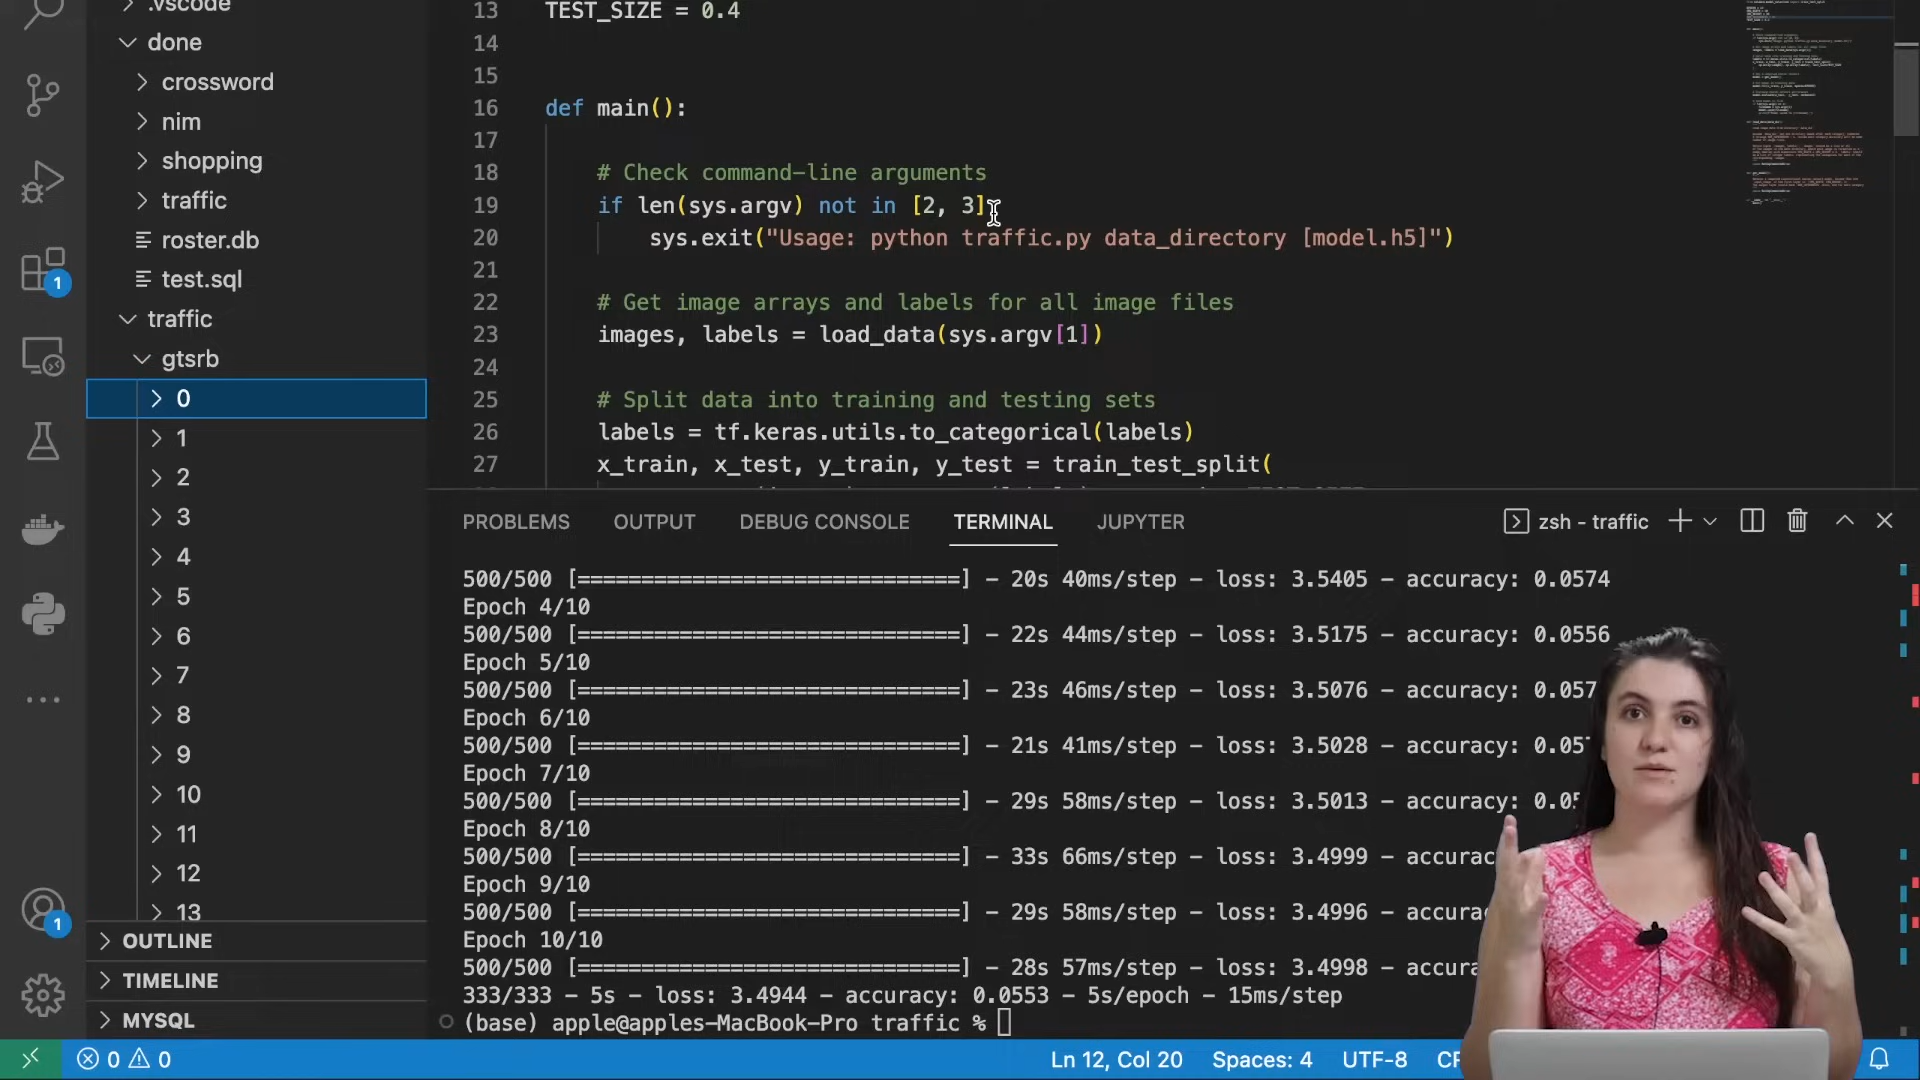 .vscode
done
crossword
nim
shopping
traffic
roster.db
test.sql
traffic
gtsrb
0
1
2
3
4
5
6
7
8
9
10
11
12
13
OUTLINE
TIMELINE
MYSQL
1
1
13 TEST_SIZE = 0.4
14
15
16 def main():
17
18 # Check command-line arguments
19 if len(sys.argv) not in [2, 3]
20 sys.exit("Usage: python traffic.py data_directory [model.h5]")
21
22 # Get image arrays and labels for all image files
23 images, labels = load_data(sys.argv[1])
24
25 # Split data into training and testing sets
26 labels = tf.keras.utils.to_categorical(labels)
27 x_train, x_test, y_train, y_test = train_test_split(
PROBLEMS OUTPUT DEBUG CONSOLE TERMINAL JUPYTER zsh - traffic
500/500 [==============================] - 20s 40ms/step - loss: 3.5405 - accuracy: 0.0574
Epoch 4/10
500/500 [==============================] - 22s 44ms/step - loss: 3.5175 - accuracy: 0.0556
Epoch 5/10
500/500 [==============================] - 23s 46ms/step - loss: 3.5076 - accuracy: 0.057
Epoch 6/10
500/500 [==============================] - 21s 41ms/step - loss: 3.5028 - accuracy: 0.05
Epoch 7/10
500/500 [==============================] - 29s 58ms/step - loss: 3.5013 - accuracy: 0.05
Epoch 8/10
500/500 [==============================] - 33s 66ms/step - loss: 3.4999 - accurac
Epoch 9/10
500/500 [==============================] - 29s 58ms/step - loss: 3.4996 - accura
Epoch 10/10
500/500 [==============================] - 28s 57ms/step - loss: 3.4998 - accura
333/333 - 5s - loss: 3.4944 - accuracy: 0.0553 - 5s/epoch - 15ms/step
(base) apple@apples-MacBook-Pro traffic %
0 0 Ln 12, Col 20 Spaces: 4 UTF-8